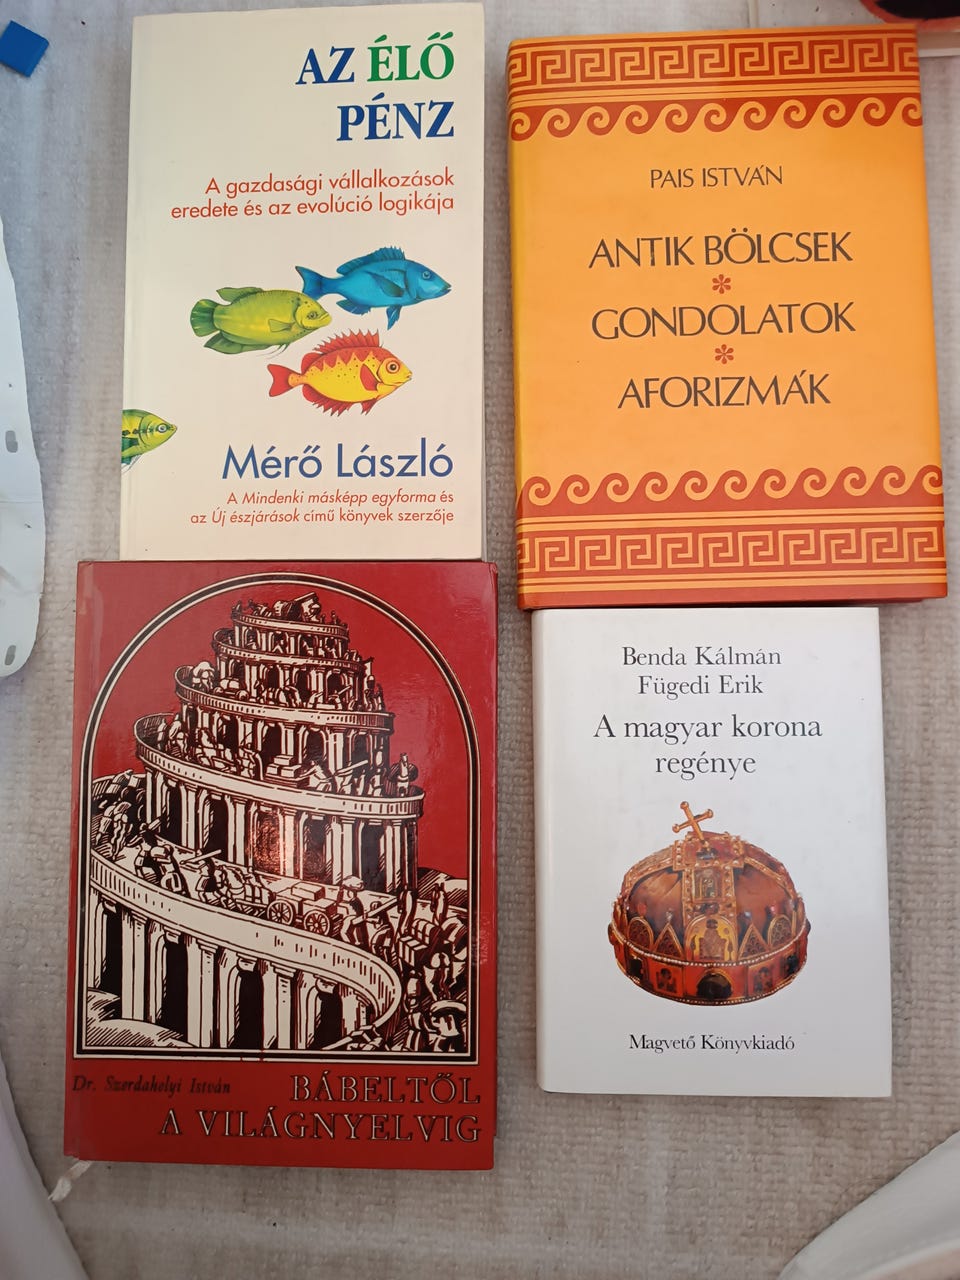 AZ ÉLŐ
PÉNZ
A gazdasági vállalkozások
eredete és az evolúció logikája
Mérő László
A Mindenki másképp egyforma és
az Új észjárások című könyvek szerzője
PAIS ISTVÁN
ANTIK BÖLCSEK
GONDOLATOK
AFORIZMÁK
Dr. Szerdahelyi István
BÁBELTŐL
A VILÁGNYELVIG
Benda Kálmán
Fügedi Erik
A magyar korona
regénye
Magvető Könyvkiadó